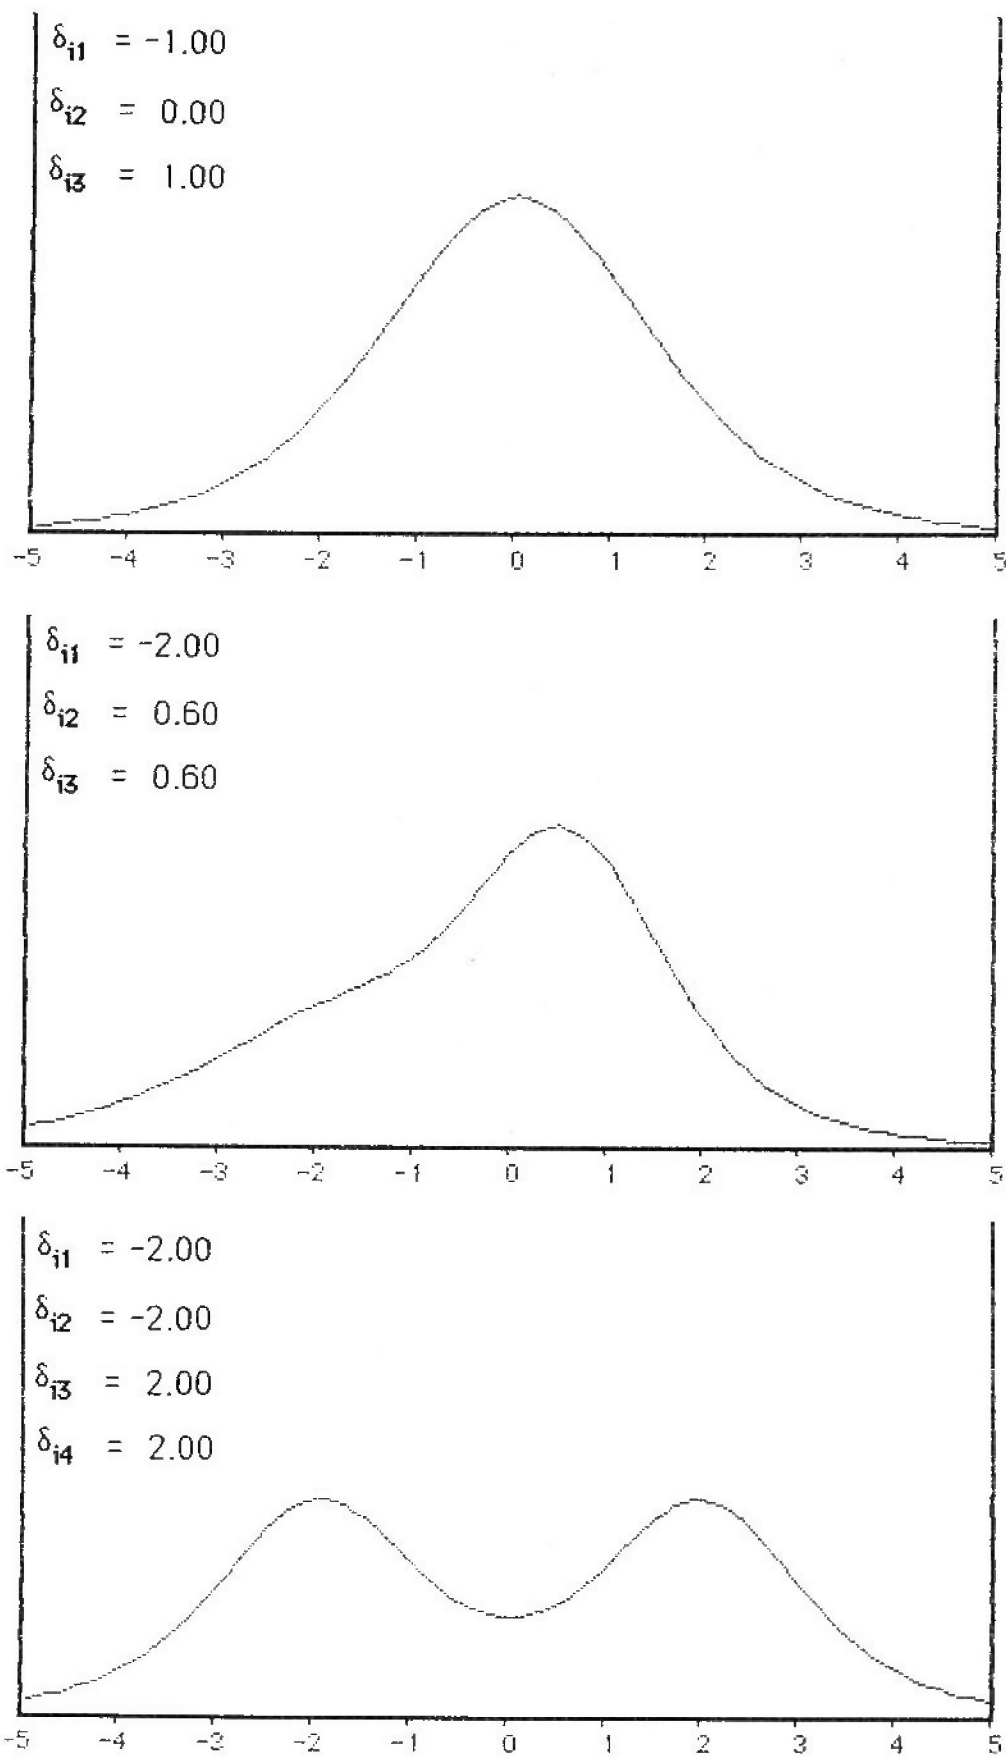 δi1 = -1.00
δi2 = 0.00
δi3 = 1.00
-5 -4 -3 -2 -1 0 1 2 3 4 5
δi1 = -2.00
δi2 = 0.60
δi3 = 0.60
-5 -4 -3 -2 -1 0 1 2 3 4 5
δi1 = -2.00
δi2 = -2.00
δi3 = 2.00
δi4 = 2.00
-5 -4 -3 -2 -1 0 1 2 3 4 5